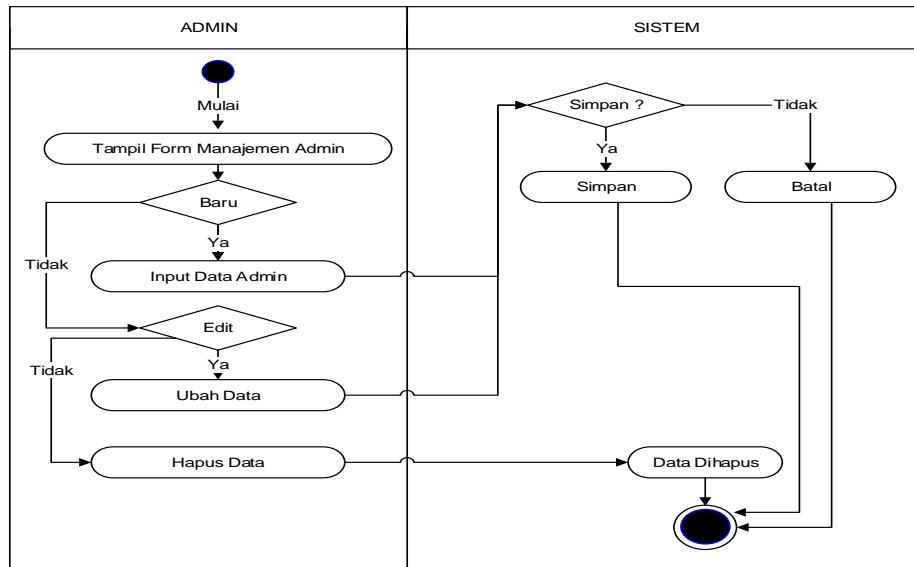 ADMIN
SISTEM
Mulai
Tampil Form Manajemen Admin
Baru
Ya
Tidak
Input Data Admin
Edit
Ya
Tidak
Ubah Data
Hapus Data
Simpan ?
Tidak
Ya
Simpan
Batal
Data Dihapus